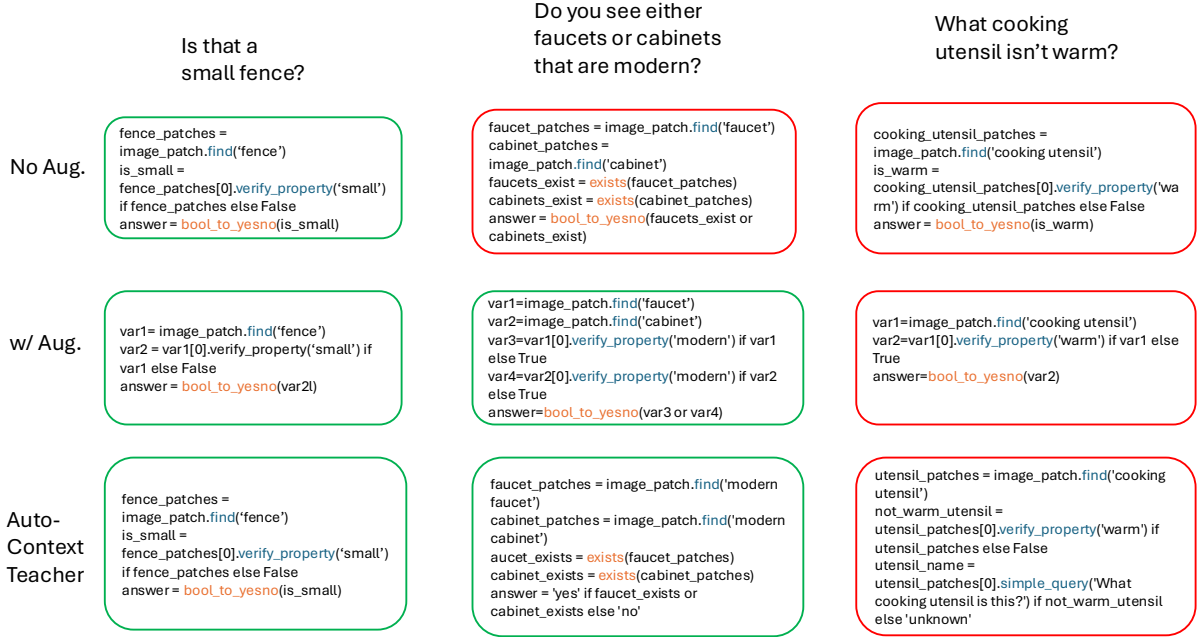 Is that a
small fence?
Do you see either
faucets or cabinets
that are modern?
What cooking
utensil isn’t warm?
No Aug.
fence_patches =
image_patch.find(‘fence’)
is_small =
fence_patches[0].verify_property(‘small’)
if fence_patches else False
answer = bool_to_yesno(is_small)
faucet_patches = image_patch.find(‘faucet’)
cabinet_patches =
image_patch.find(‘cabinet’)
faucets_exist = exists(faucet_patches)
cabinets_exist = exists(cabinet_patches)
answer = bool_to_yesno(faucets_exist or
cabinets_exist)
cooking_utensil_patches =
image_patch.find('cooking utensil’)
is_warm =
cooking_utensil_patches[0].verify_property('wa
rm') if cooking_utensil_patches else False
answer = bool_to_yesno(is_warm)
w/ Aug.
var1= image_patch.find(‘fence’)
var2 = var1[0].verify_property(‘small’) if
var1 else False
answer = bool_to_yesno(var2l)
var1=image_patch.find('faucet’)
var2=image_patch.find('cabinet’)
var3=var1[0].verify_property('modern') if var1
else True
var4=var2[0].verify_property('modern') if var2
else True
answer=bool_to_yesno(var3 or var4)
var1=image_patch.find('cooking utensil’)
var2=var1[0].verify_property('warm') if var1 else
True
answer=bool_to_yesno(var2)
Auto-
Context
Teacher
fence_patches =
image_patch.find(‘fence’)
is_small =
fence_patches[0].verify_property(‘small’)
if fence_patches else False
answer = bool_to_yesno(is_small)
faucet_patches = image_patch.find('modern
faucet’)
cabinet_patches = image_patch.find('modern
cabinet’)
aucet_exists = exists(faucet_patches)
cabinet_exists = exists(cabinet_patches)
answer = 'yes' if faucet_exists or
cabinet_exists else 'no'
utensil_patches = image_patch.find('cooking
utensil’)
not_warm_utensil =
utensil_patches[0].verify_property('warm') if
utensil_patches else False
utensil_name =
utensil_patches[0].simple_query('What
cooking utensil is this?') if not_warm_utensil
else 'unknown'